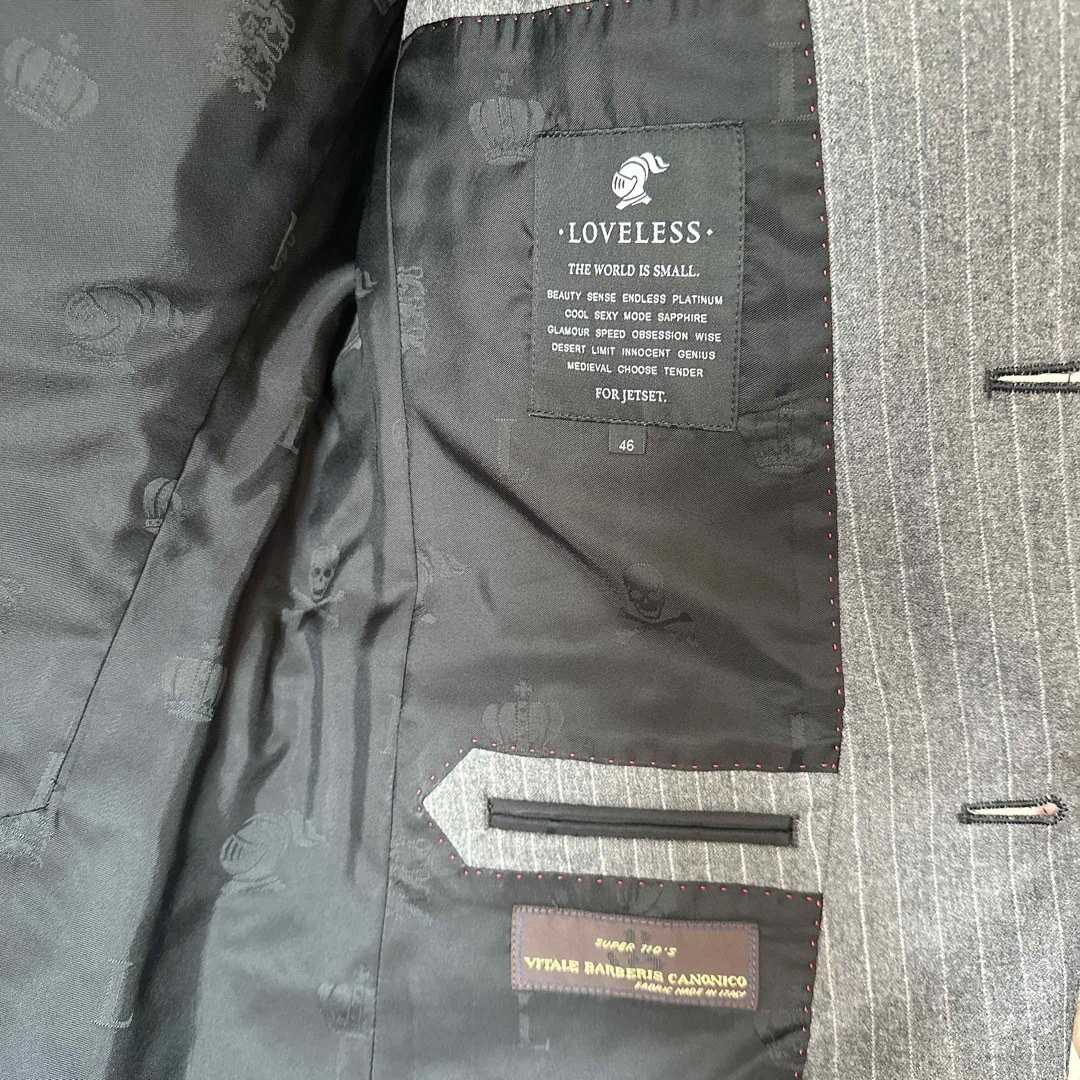 ·LOVELESS·
THE WORLD IS SMALL.
BEAUTY SENSE ENDLESS PLATINUM
COOL SEXY MODE SAPPHIRE
GLAMOUR SPEED OBSESSION WISE
DESERT LIMIT INNOCENT GENIUS
MEDIEVAL CHOOSE TENDER
FOR JETSET.
46
SUPER 110'S
VITALE BARBERIS CANONICO
FABRIC MADE IN ITALY